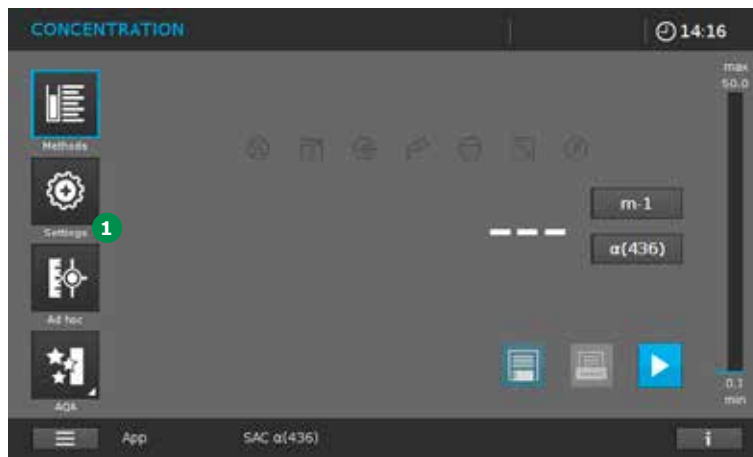 CONCENTRATION
14:16
max
50.0
Methods
Settings
1
m-1
α(436)
Ad hoc
AQA
0.1
min
App
SAC α(436)
i